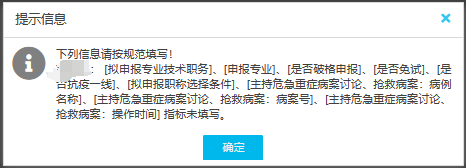 提示信息
下列信息请按规范填写！
： [拟申报专业技术职务]、[申报专业]、[是否破格申报]、[是否免试]、[是
否抗疫一线]、[拟申报职称选择条件]、[主持危急重症病案讨论、抢救病案：病例
名称]、[主持危急重症病案讨论、抢救病案：病案号]、[主持危急重症病案讨论、
抢救病案：操作时间] 指标未填写。
确定